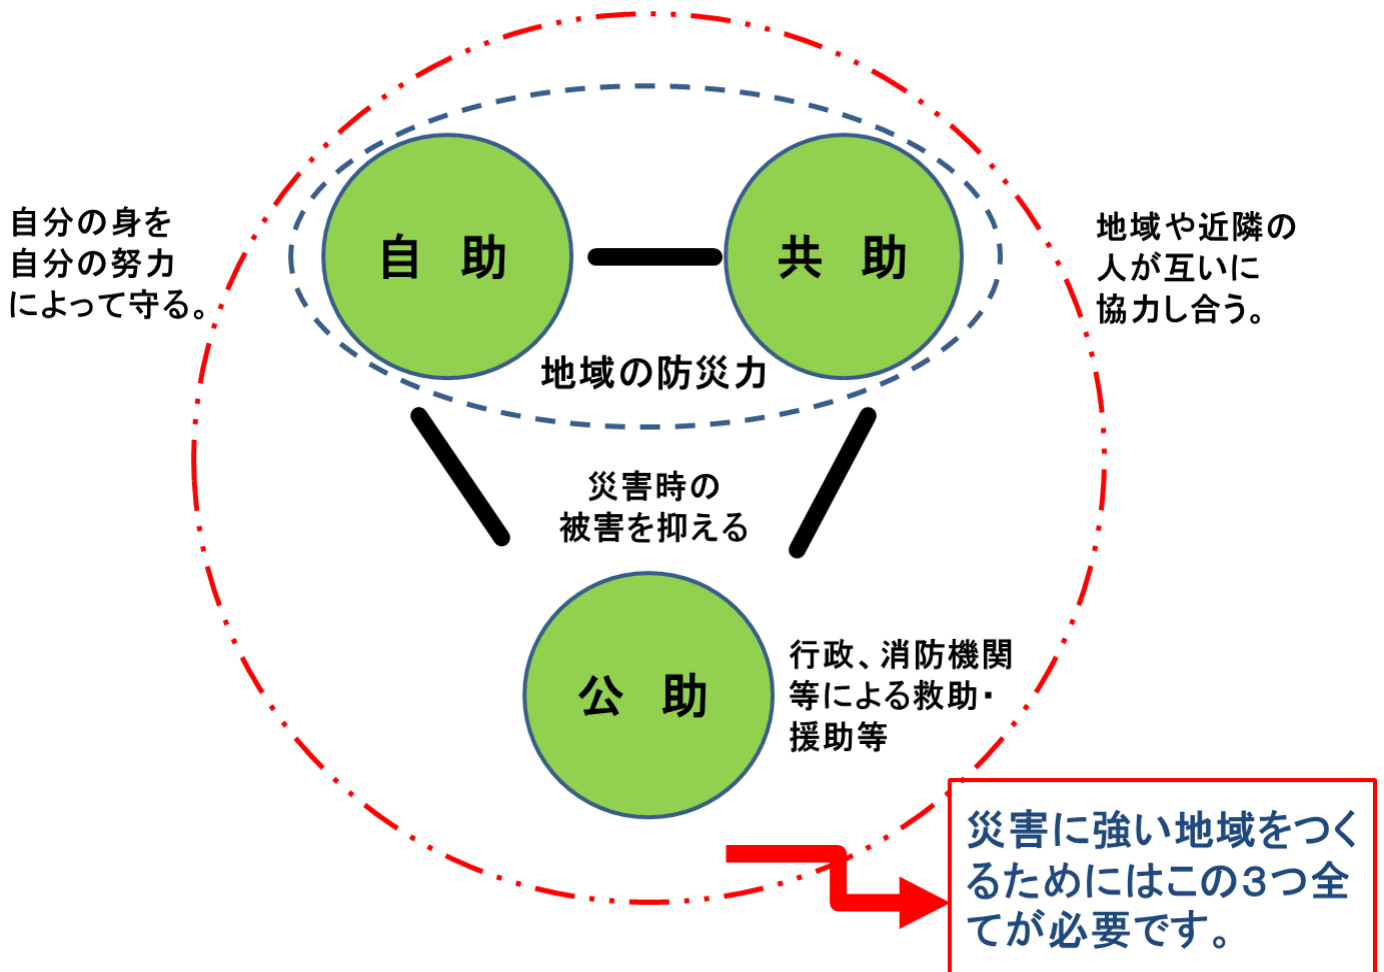 自分の身を
自分の努力
によって守る。
自　助
共　助
地域や近隣の
人が互いに
協力し合う。
地域の防災力
災害時の
被害を抑える
公　助
行政、消防機関
等による救助・
援助等
災害に強い地域をつく
るためにはこの３つ全
てが必要です。